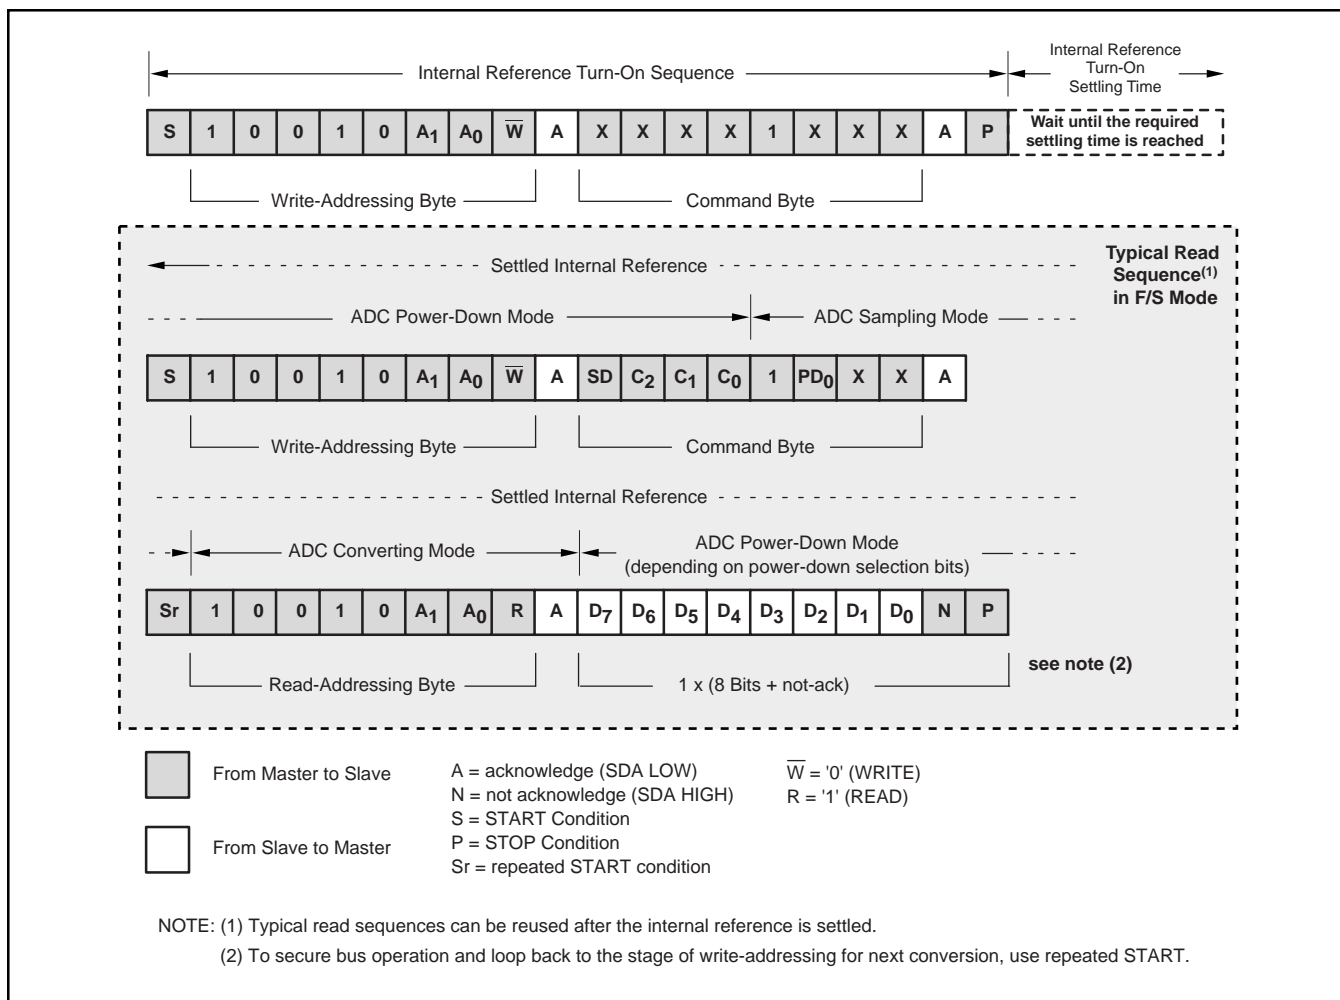 Internal Reference Turn-On Sequence
Internal Reference
Turn-On
Settling Time
S 1 0 0 1 0 A1 A0 W̅ A X X X X 1 X X X A P
Wait until the required
settling time is reached
Write-Addressing Byte
Command Byte
Settled Internal Reference
Typical Read
Sequence(1)
in F/S Mode
ADC Power-Down Mode
ADC Sampling Mode
S 1 0 0 1 0 A1 A0 W̅ A SD C2 C1 C0 1 PD0 X X A
Write-Addressing Byte
Command Byte
Settled Internal Reference
ADC Converting Mode
ADC Power-Down Mode
(depending on power-down selection bits)
Sr 1 0 0 1 0 A1 A0 R A D7 D6 D5 D4 D3 D2 D1 D0 N P
Read-Addressing Byte
1 x (8 Bits + not-ack)
see note (2)
From Master to Slave
From Slave to Master
A = acknowledge (SDA LOW)
N = not acknowledge (SDA HIGH)
S = START Condition
P = STOP Condition
Sr = repeated START condition
W̅ = '0' (WRITE)
R = '1' (READ)
NOTE: (1) Typical read sequences can be reused after the internal reference is settled.
(2) To secure bus operation and loop back to the stage of write-addressing for next conversion, use repeated START.